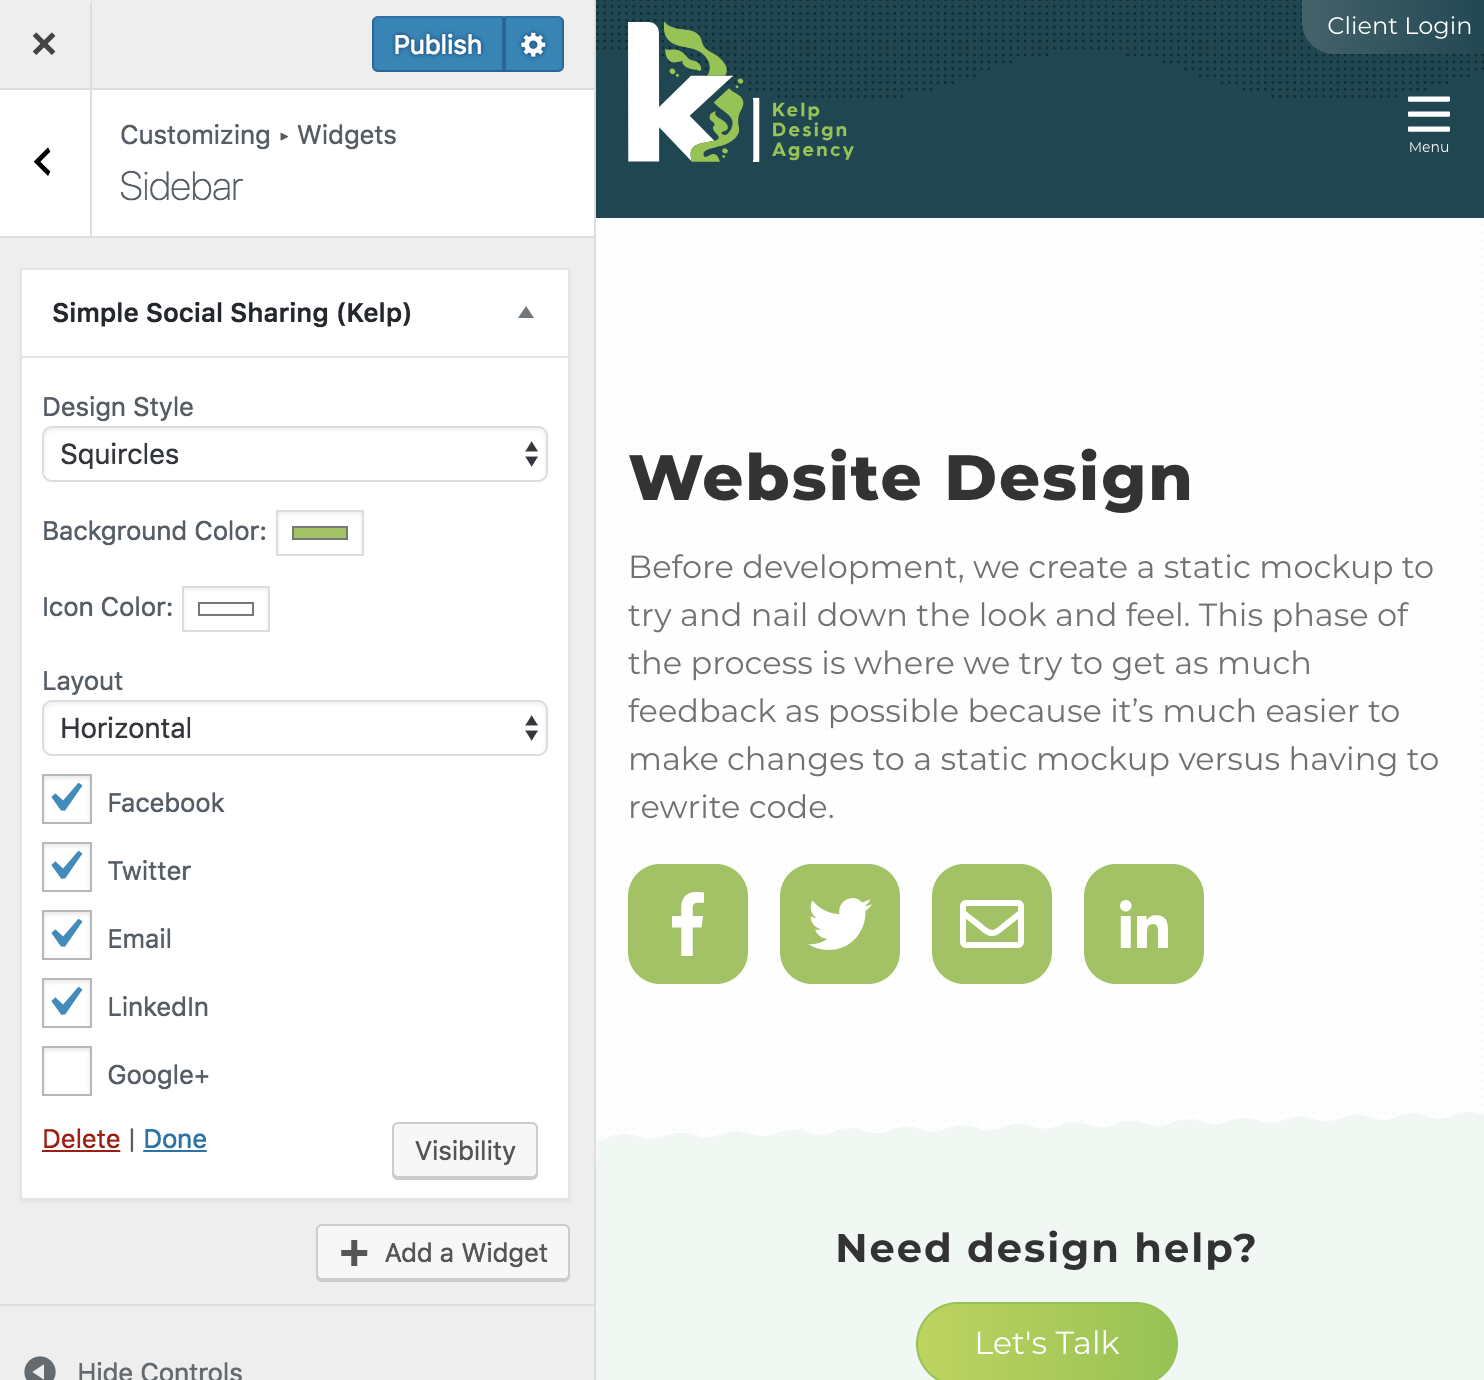 Publish
Customizing ▸ Widgets
Sidebar
Simple Social Sharing (Kelp)
Design Style
Squircles
Background Color:
Icon Color:
Layout
Horizontal
Facebook
Twitter
Email
LinkedIn
Google+
Delete | Done
Visibility
Add a Widget
Hide Controls
Client Login
k
Kelp
Design
Agency
Menu
Website Design
Before development, we create a static mockup to
try and nail down the look and feel. This phase of
the process is where we try to get as much
feedback as possible because it’s much easier to
make changes to a static mockup versus having to
rewrite code.
f
in
Need design help?
Let's Talk